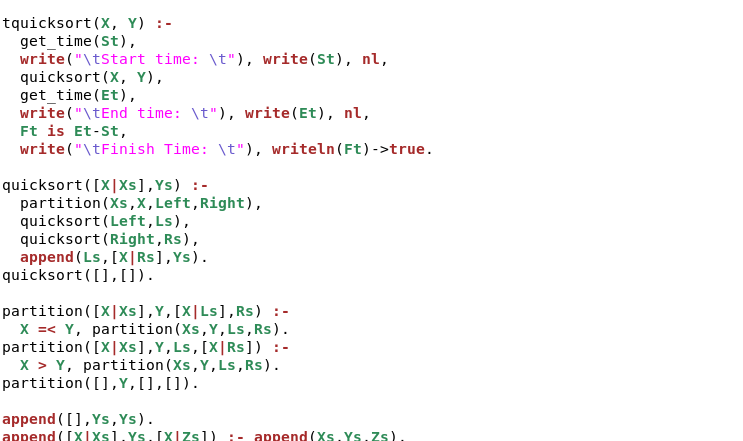 tquicksort(X, Y) :-
  get_time(St),
  write("\tStart time: \t"), write(St), nl,
  quicksort(X, Y),
  get_time(Et),
  write("\tEnd time: \t"), write(Et), nl,
  Ft is Et-St,
  write("\tFinish Time: \t"), writeln(Ft)->true.

quicksort([X|Xs],Ys) :-
  partition(Xs,X,Left,Right),
  quicksort(Left,Ls),
  quicksort(Right,Rs),
  append(Ls,[X|Rs],Ys).
quicksort([],[]).

partition([X|Xs],Y,[X|Ls],Rs) :-
  X =< Y, partition(Xs,Y,Ls,Rs).
partition([X|Xs],Y,Ls,[X|Rs]) :-
  X > Y, partition(Xs,Y,Ls,Rs).
partition([],Y,[],[]).

append([],Ys,Ys).
append([X|Xs],Ys,[X|Zs]) :- append(Xs,Ys,Zs).